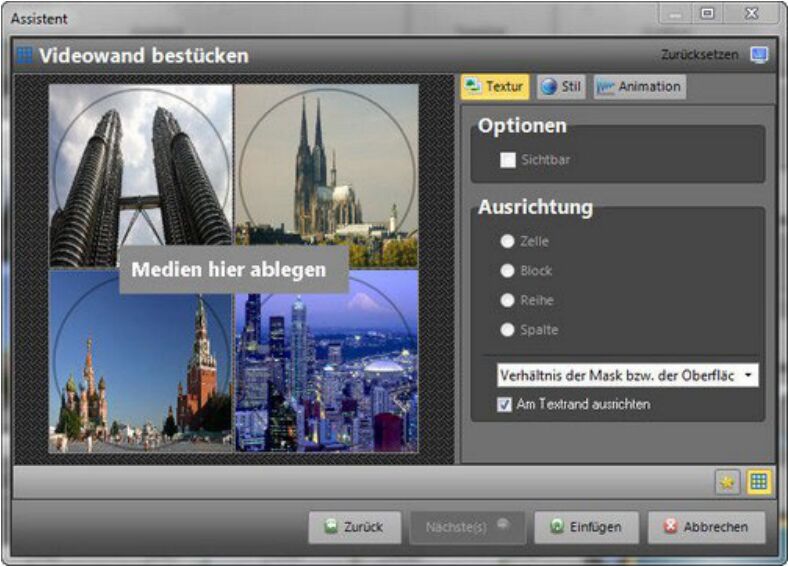 Assistent
Videowand bestücken
Zurücksetzen
Textur
Stil
Animation
Optionen
Sichtbar
Ausrichtung
Zelle
Block
Reihe
Spalte
Verhältnis der Mask bzw. der Oberfläc
Am Textrand ausrichten
Medien hier ablegen
Zurück
Nächste(s)
Einfügen
Abbrechen